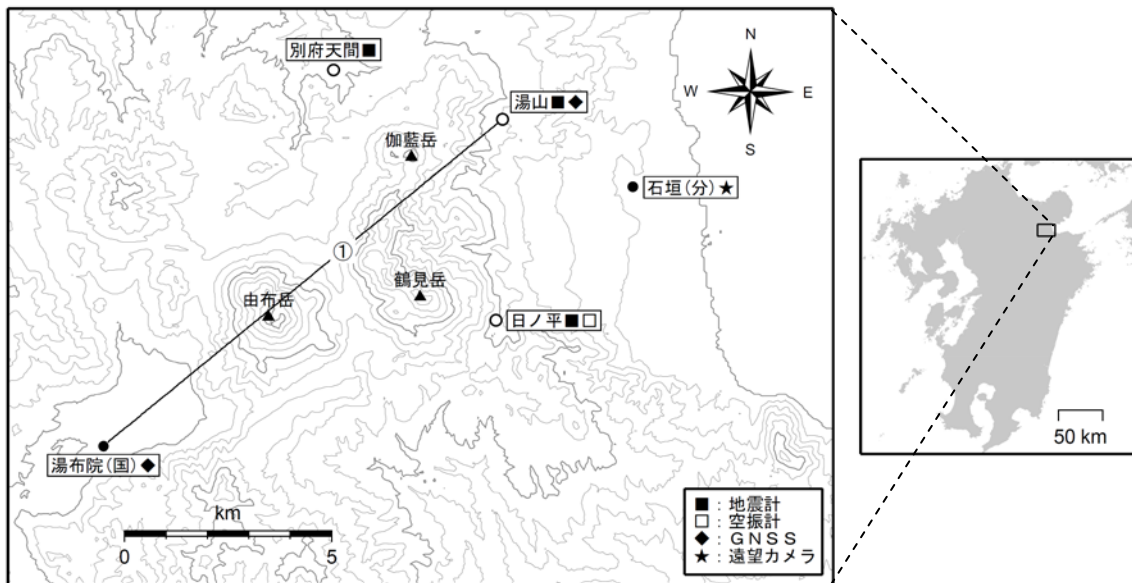 別府天間■
湯山■◆
伽藍岳
N
W
E
S
石垣(分)★
①
鶴見岳
由布岳
日ノ平■□
湯布院(国)◆
km
0
5
■：地震計
□：空振計
◆：GNSS
★：遠望カメラ
50 km